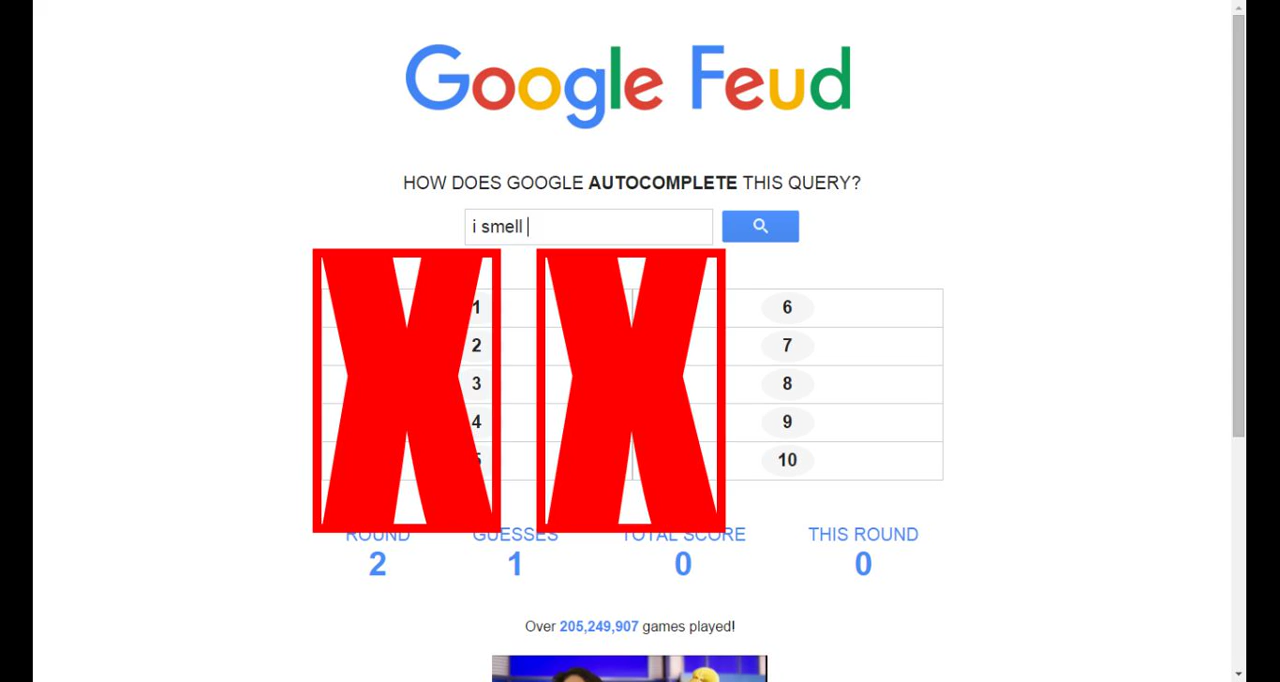 Google Feud
HOW DOES GOOGLE AUTOCOMPLETE THIS QUERY?
i smell
X X
1 6
2 7
3 8
4 9
5 10
ROUND GUESSES TOTAL SCORE THIS ROUND
2 1 0 0
Over 205,249,907 games played!